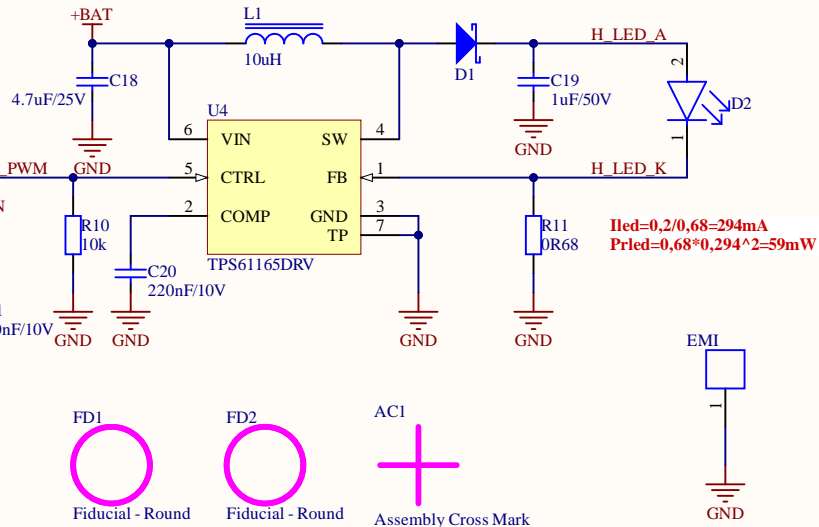 +BAT
L1
10uH
C18
4.7uF/25V
GND
D1
H_LED_A
C19
1uF/50V
GND
2
D2
1
H_LED_K
U4
6
VIN
SW
4
_PWM
5
CTRL
FB
1
2
COMP
GND
3
TP
7
TPS61165DRV
R10
10k
GND
C20
220nF/10V
GND
GND
R11
0R68
GND
Iled=0,2/0,68=294mA
Prled=0,68*0,294^2=59mW
nF/10V
EMI
1
GND
FD1
Fiducial - Round
FD2
Fiducial - Round
AC1
Assembly Cross Mark